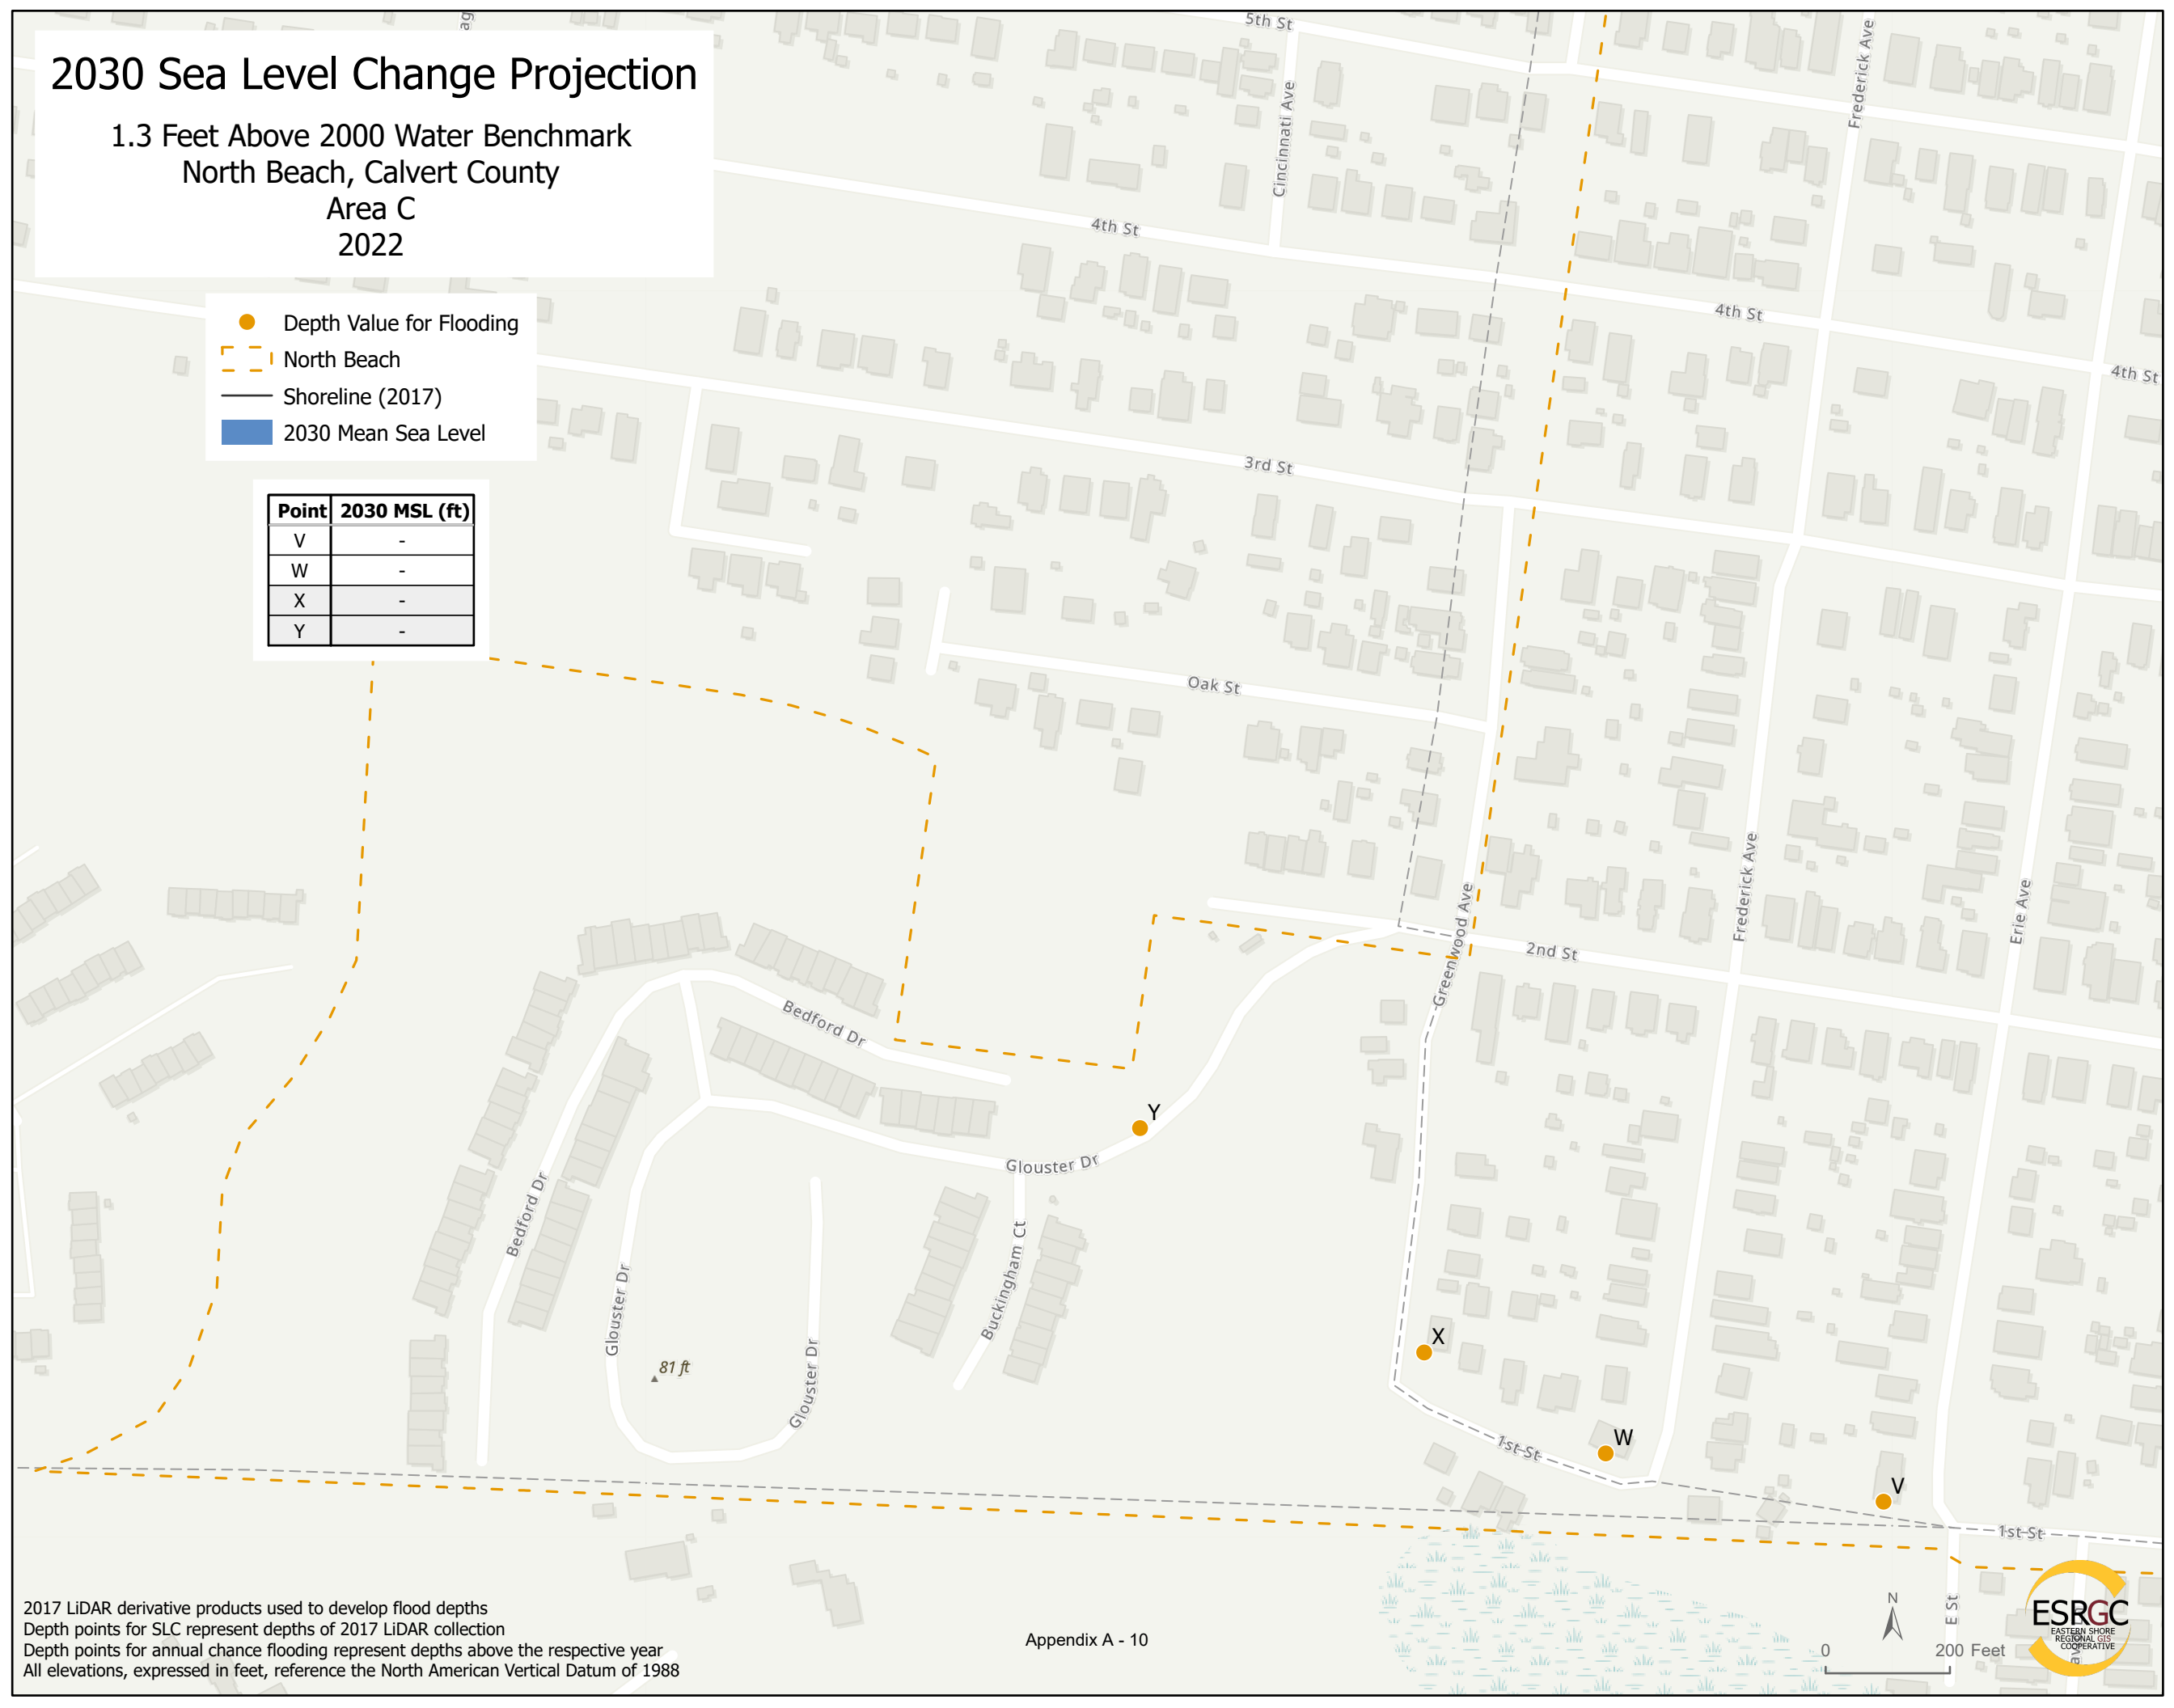 2030 Sea Level Change Projection
1.3 Feet Above 2000 Water Benchmark
North Beach, Calvert County
Area C
2022
Depth Value for Flooding
North Beach
Shoreline (2017)
2030 Mean Sea Level
Point 2030 MSL (ft)
V -
W -
X -
Y -
ag
5th St
Cincinnati Ave
Frederick Ave
4th St
4th St
4th St
3rd St
Oak St
Greenwood Ave
Frederick Ave
Erie Ave
2nd St
Bedford Dr
Y
Glouster Dr
Bedford Dr
Glouster Dr
Buckingham Ct
Glouster Dr
81 ft
X
W
1st St
V
1st St
E St
N
0 200 Feet
ESRGC
EASTERN SHORE
REGIONAL GIS
COOPERATIVE
2017 LiDAR derivative products used to develop flood depths
Depth points for SLC represent depths of 2017 LiDAR collection
Depth points for annual chance flooding represent depths above the respective year
All elevations, expressed in feet, reference the North American Vertical Datum of 1988
Appendix A - 10